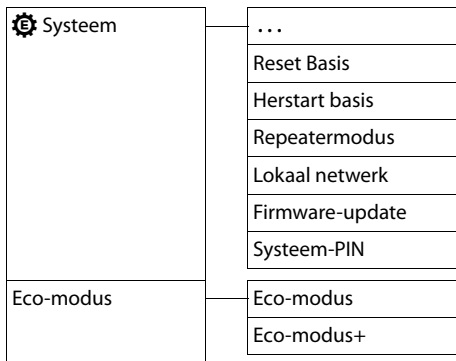 Systeem
...
Reset Basis
Herstart basis
Repeatermodus
Lokaal netwerk
Firmware-update
Systeem-PIN
Eco-modus
Eco-modus
Eco-modus+